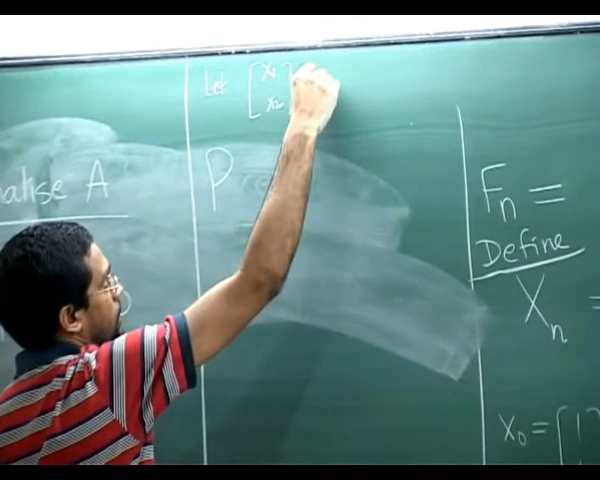 Let [x₁
x₂]
alise A
P
Fₙ =
Define
Xₙ =
x₀ = [1